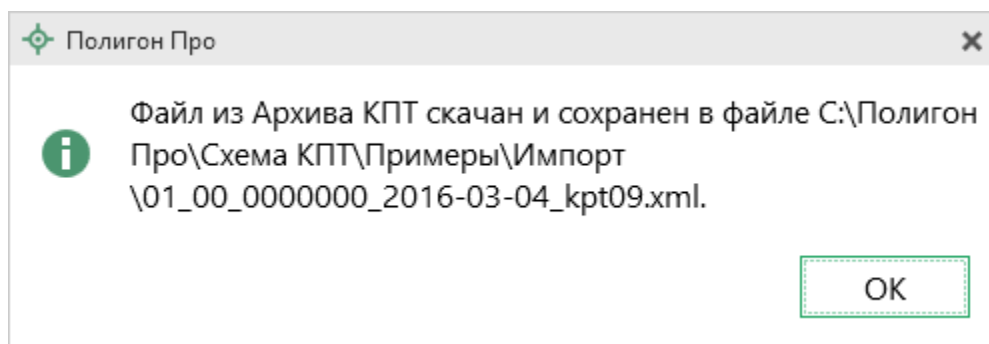 Полигон Про
Файл из Архива КПТ скачан и сохранен в файле C:\Полигон
Про\Схема КПТ\Примеры\Импорт
\01_00_0000000_2016-03-04_kpt09.xml.
OK